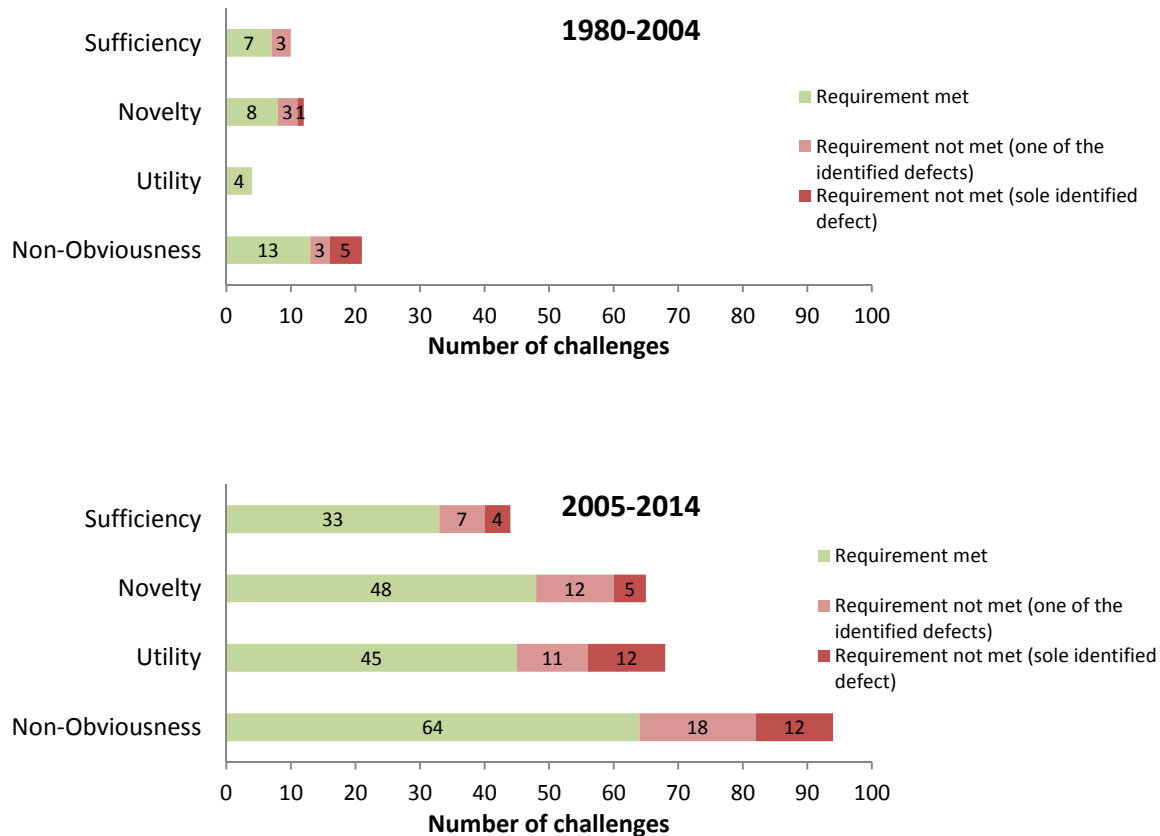 1980-2004
Sufficiency
7
3
Novelty
8
3
1
Utility
4
Non-Obviousness
13
3
5
Requirement met
Requirement not met (one of the
identified defects)
Requirement not met (sole identified
defect)
0 10 20 30 40 50 60 70 80 90 100
Number of challenges
2005-2014
Sufficiency
33
7
4
Novelty
48
12
5
Utility
45
11
12
Non-Obviousness
64
18
12
Requirement met
Requirement not met (one of the
identified defects)
Requirement not met (sole identified
defect)
0 10 20 30 40 50 60 70 80 90 100
Number of challenges